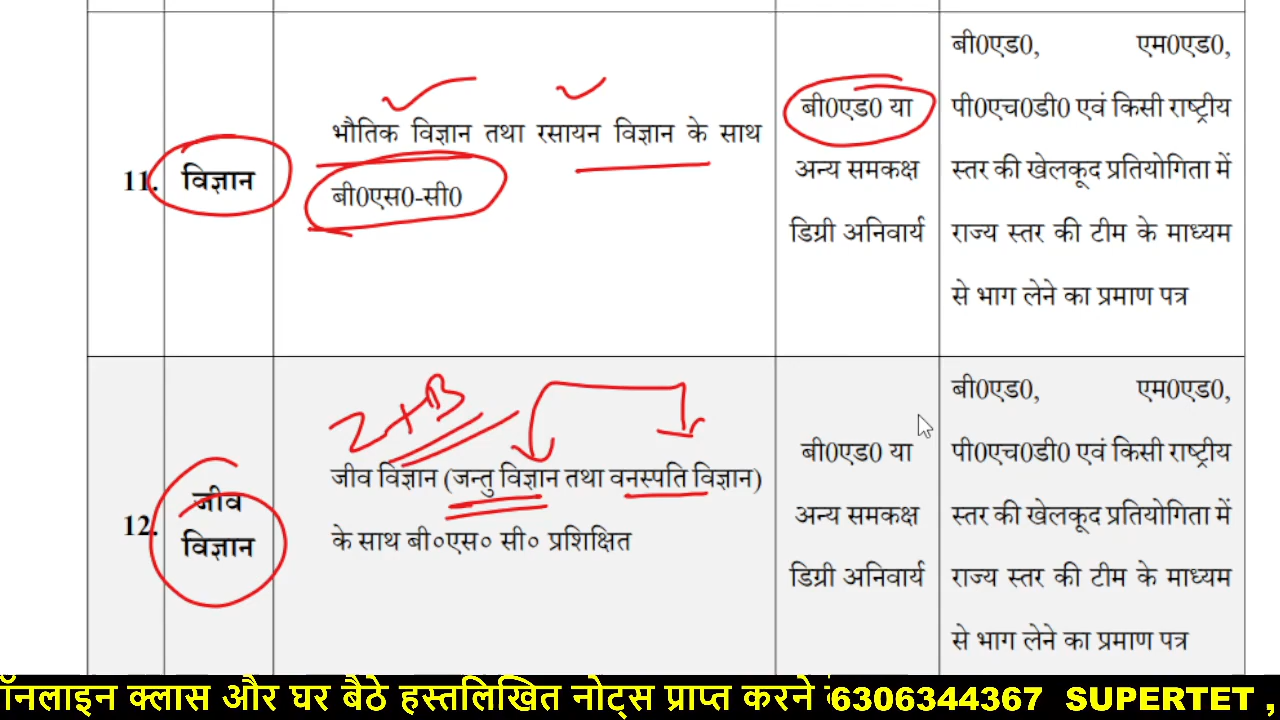 11.
विज्ञान
भौतिक विज्ञान तथा रसायन विज्ञान के साथ
बी0एस0-सी0
बी0एड0 या
अन्य समकक्ष
डिग्री अनिवार्य
बी0एड0, एम0एड0,
पी0एच0डी0 एवं किसी राष्ट्रीय
स्तर की खेलकूद प्रतियोगिता में
राज्य स्तर की टीम के माध्यम
से भाग लेने का प्रमाण पत्र
12.
जीव
विज्ञान
Z+B
जीव विज्ञान (जन्तु विज्ञान तथा वनस्पति विज्ञान)
के साथ बी०एस० सी० प्रशिक्षित
बी0एड0 या
अन्य समकक्ष
डिग्री अनिवार्य
बी0एड0, एम0एड0,
पी0एच0डी0 एवं किसी राष्ट्रीय
स्तर की खेलकूद प्रतियोगिता में
राज्य स्तर की टीम के माध्यम
से भाग लेने का प्रमाण पत्र
ऑनलाइन क्लास और घर बैठे हस्तलिखित नोट्स प्राप्त करने 6306344367 SUPERTET ,